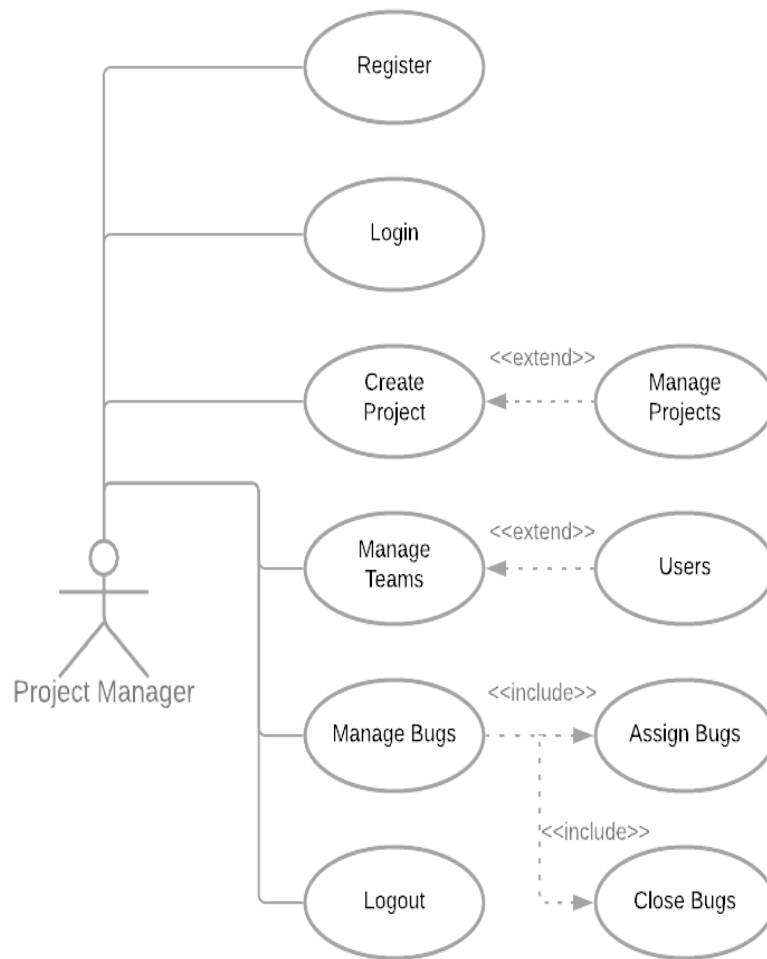 Register
Login
<<extend>>
Create
Project
Manage
Projects
<<extend>>
Manage
Teams
Users
Project Manager
<<include>>
Manage Bugs
Assign Bugs
<<include>>
Logout
Close Bugs